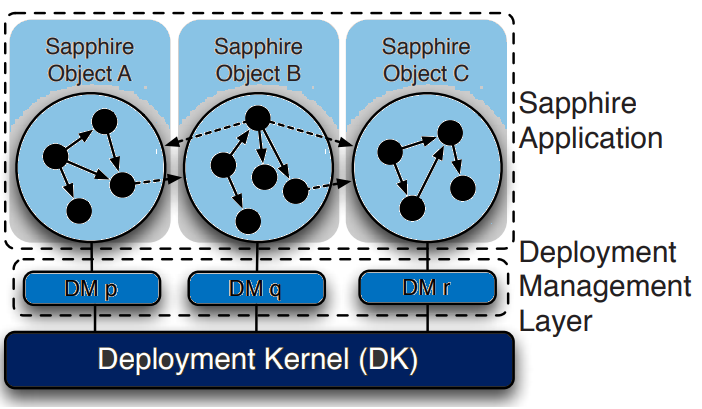 Sapphire
Object A
Sapphire
Object B
Sapphire
Object C
Sapphire
Application
DM p
DM q
DM r
Deployment
Management
Layer
Deployment Kernel (DK)